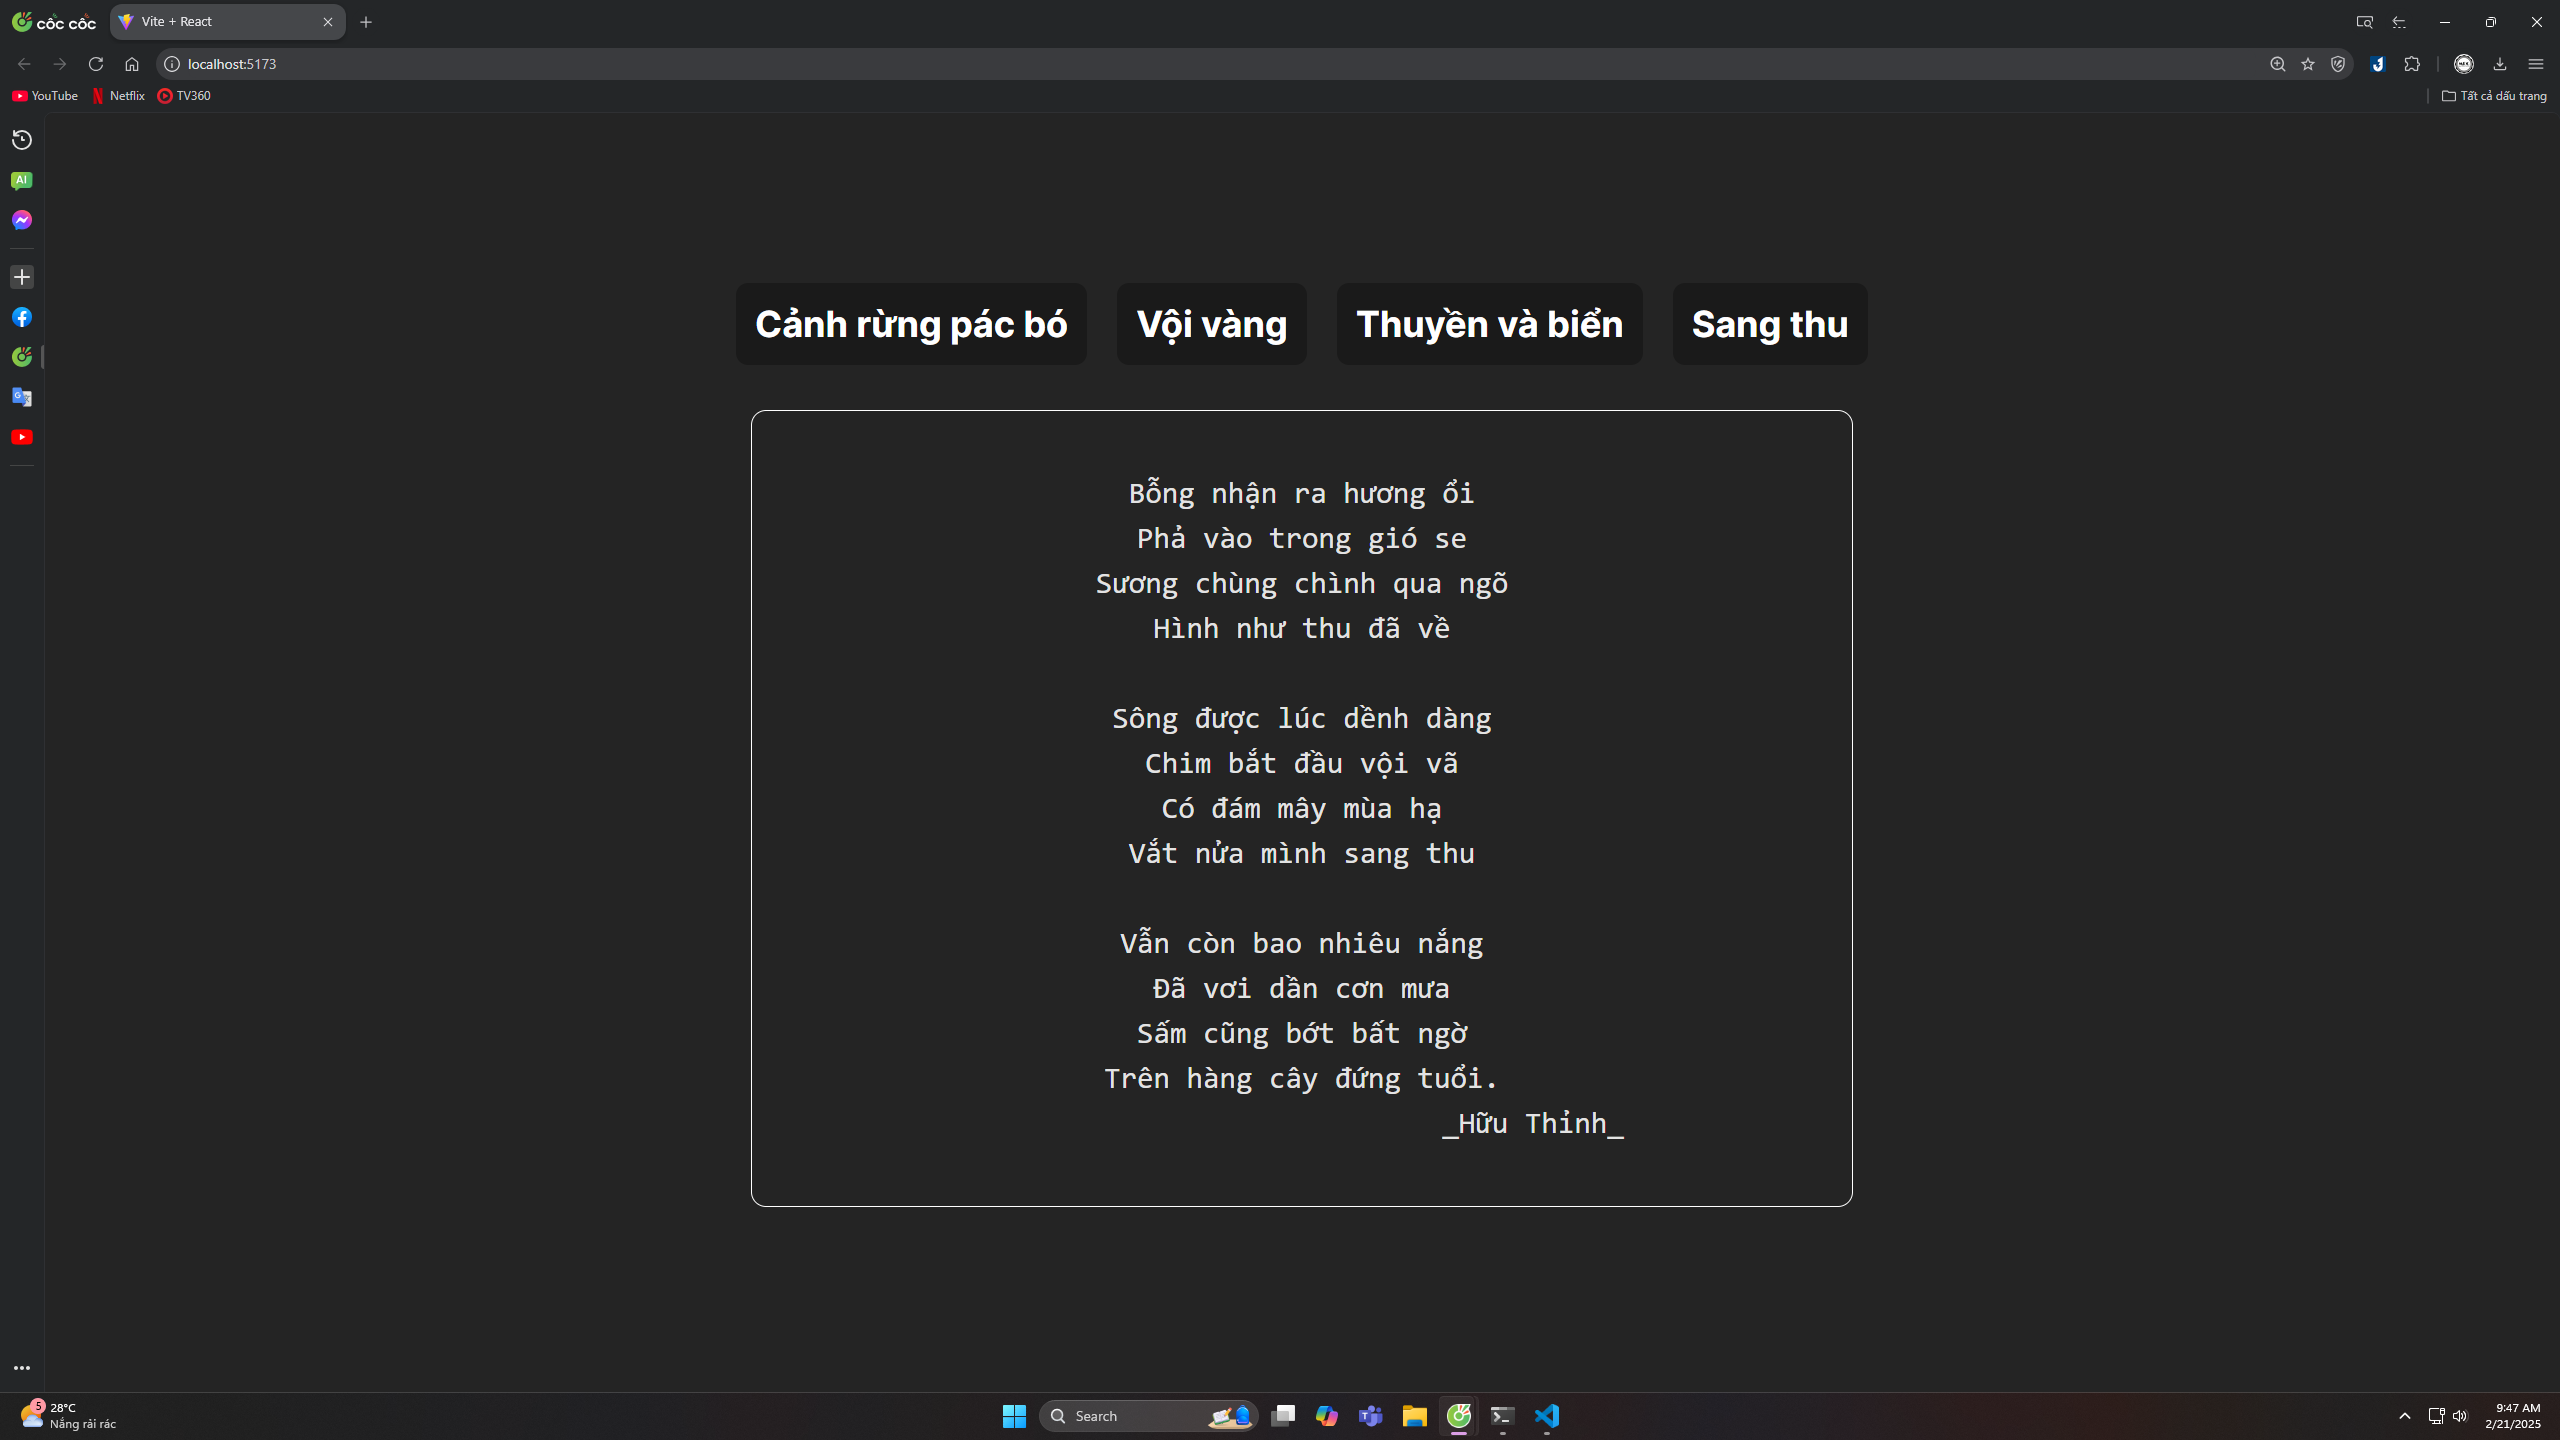 cốc cốc
Vite + React
localhost:5173
YouTube
Netflix
TV360
Tất cả dấu trang
AI
Cảnh rừng pác bó
Vội vàng
Thuyền và biển
Sang thu
Bỗng nhận ra hương ổi
Phả vào trong gió se
Sương chùng chình qua ngõ
Hình như thu đã về
Sông được lúc dềnh dàng
Chim bắt đầu vội vã
Có đám mây mùa hạ
Vắt nửa mình sang thu
Vẫn còn bao nhiêu nắng
Đã vơi dần cơn mưa
Sấm cũng bớt bất ngờ
Trên hàng cây đứng tuổi.
_Hữu Thỉnh_
5
28°C
Nắng rải rác
Search
9:47 AM
2/21/2025